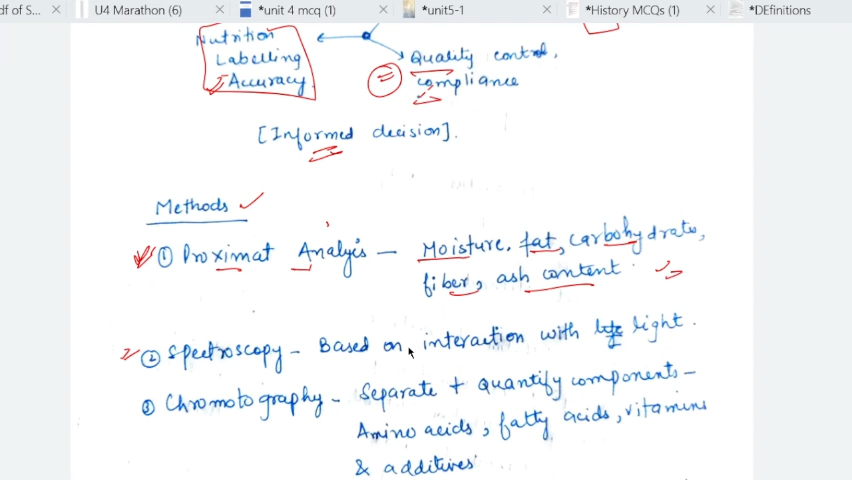 df of S... × U4 Marathon (6) × *unit 4 mcq (1) × *unit5-1 × *History MCQs (1) × *DEfinitions
Nutrition
Labelling
Accuracy
Quality control,
compliance
[Informed decision].
Methods
① Proximat Analysis — Moisture, fat, carbohydrate,
fiber, ash content.
② Spectroscopy - Based on interaction with light.
③ Chromotography - Separate + quantify components -
Amino acids, fatty acids, vitamins
& additives